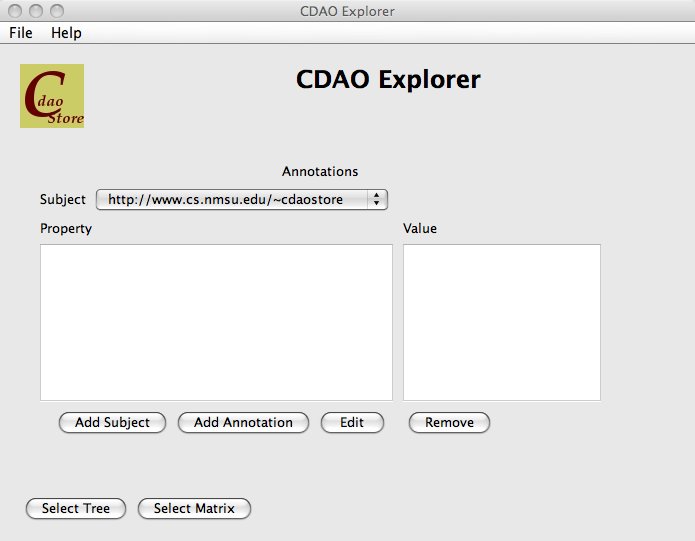 CDAO Explorer
File Help
Cdao
Store
CDAO Explorer
Annotations
Subject http://www.cs.nmsu.edu/~cdaostore
Property Value
Add Subject Add Annotation Edit Remove
Select Tree Select Matrix